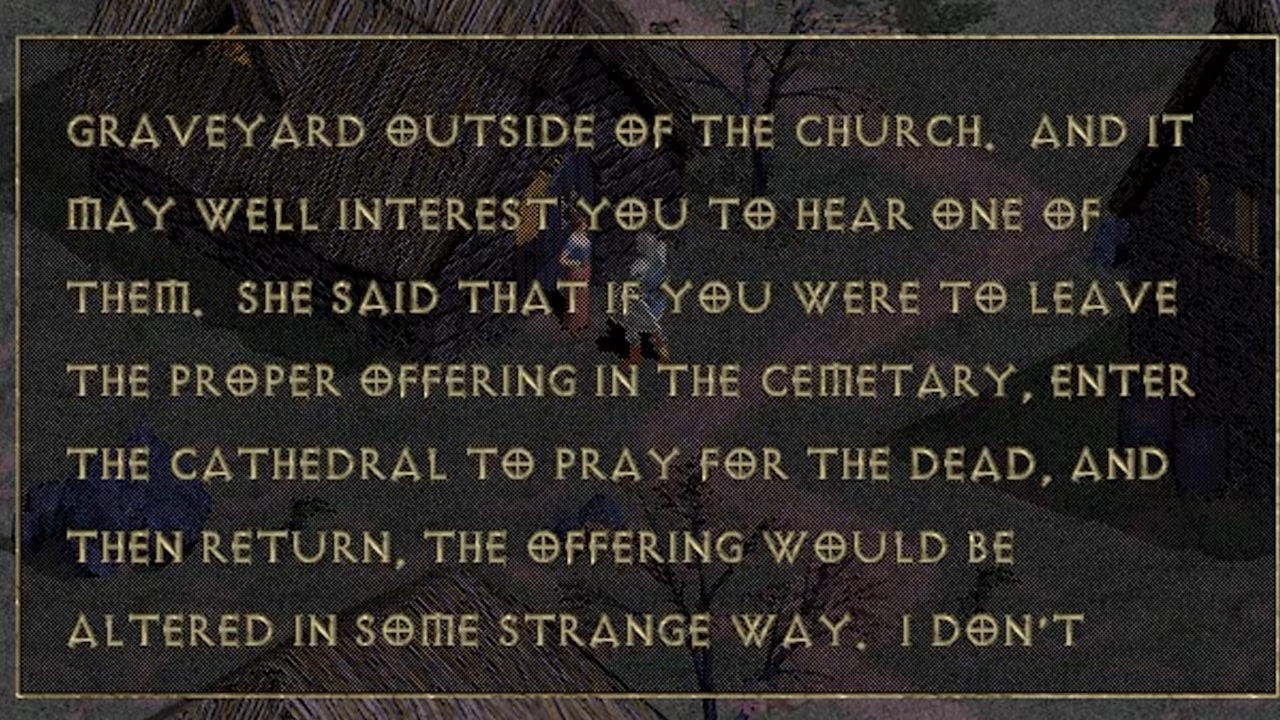 GRAVEYARD OUTSIDE OF THE CHURCH.  AND IT
MAY WELL INTEREST YOU TO HEAR ONE OF
THEM.  SHE SAID THAT IF YOU WERE TO LEAVE
THE PROPER OFFERING IN THE CEMETARY, ENTER
THE CATHEDRAL TO PRAY FOR THE DEAD, AND
THEN RETURN, THE OFFERING WOULD BE
ALTERED IN SOME STRANGE WAY.  I DON'T